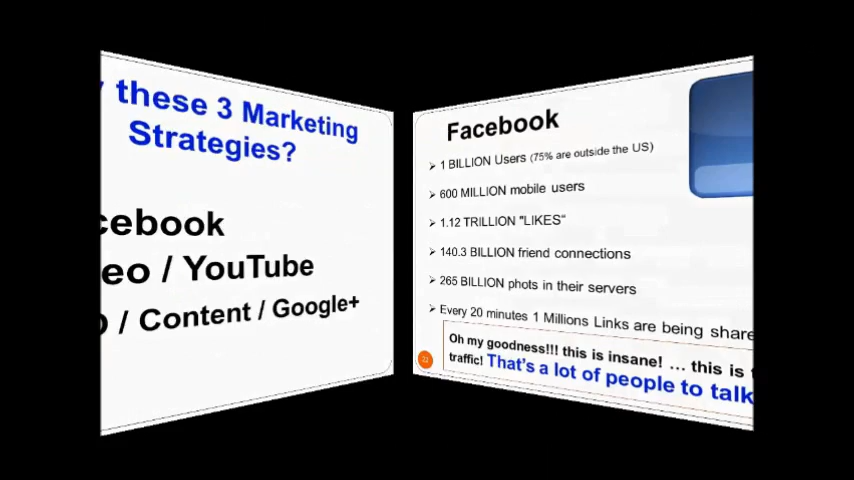 these 3 Marketing
Strategies?
cebook
eo / YouTube
/ Content / Google+
Facebook
1 BILLION Users (75% are outside the US)
600 MILLION mobile users
1.12 TRILLION "LIKES"
140.3 BILLION friend connections
265 BILLION phots in their servers
Every 20 minutes 1 Millions Links are being share
Oh my goodness!!! this is insane! ... this is
traffic! That's a lot of people to talk
22